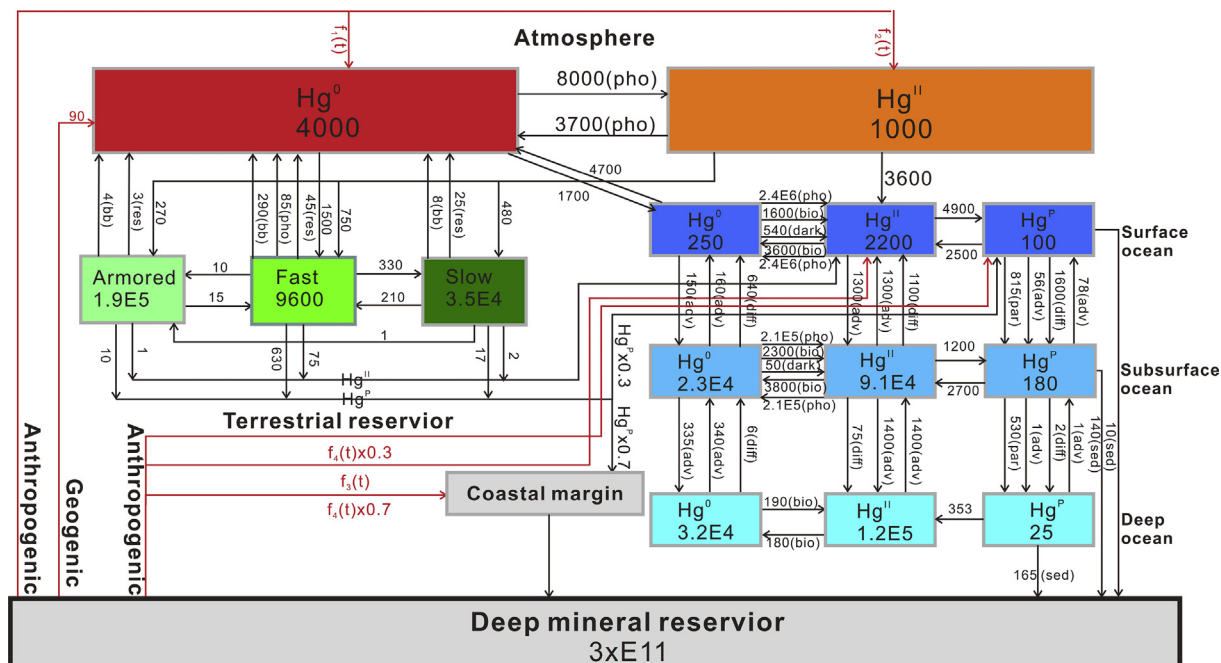 f₁(t)
f₂(t)
Atmosphere
Hg⁰
4000
8000(pho)
3700(pho)
Hgᴵᴵ
1000
90
4700
1700
3600
4(bb)
3(res)
270
290(bb)
85(pho)
45(res)
1500
750
8(bb)
25(res)
480
Hg⁰
250
2.4E6(pho)
1600(bio)
540(dark)
3600(bio)
2.4E6(pho)
Hgᴵᴵ
2200
4900
2500
Hgᴾ
100
Surface
ocean
Armored
1.9E5
10
15
Fast
9600
330
210
Slow
3.5E4
1
150(adv)
160(adv)
640(diff)
1300(adv)
1300(adv)
1100(diff)
815(par)
56(adv)
1600(diff)
78(adv)
10
1
630
75
17
2
Hgᴵᴵ
Hgᴾ
Hgᴾx0.3
Hgᴾx0.7
Hg⁰
2.3E4
2.1E5(pho)
2300(bio)
50(dark)
3800(bio)
2.1E5(pho)
Hgᴵᴵ
9.1E4
1200
2700
Hgᴾ
180
Subsurface
ocean
Terrestrial reservior
335(adv)
340(adv)
6(diff)
75(diff)
1400(adv)
1400(adv)
530(par)
1(adv)
2(diff)
1(adv)
140(sed)
10(sed)
Anthropogenic
Geogenic
Anthropogenic
f₄(t)x0.3
f₃(t)
f₄(t)x0.7
Coastal margin
Hg⁰
3.2E4
190(bio)
180(bio)
Hgᴵᴵ
1.2E5
353
Hgᴾ
25
Deep
ocean
165(sed)
Deep mineral reservior
3xE11